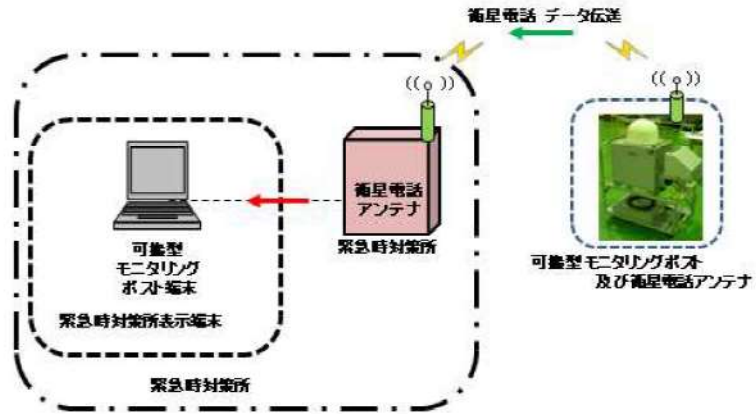 衛星電話 データ伝送
((○))
((○))
衛星電話
アンテナ
緊急時対策所
可搬型
モニタリング
ポスト端末
緊急時対策所表示端末
緊急時対策所
可搬型モニタリングポスト
及び衛星電話アンテナ